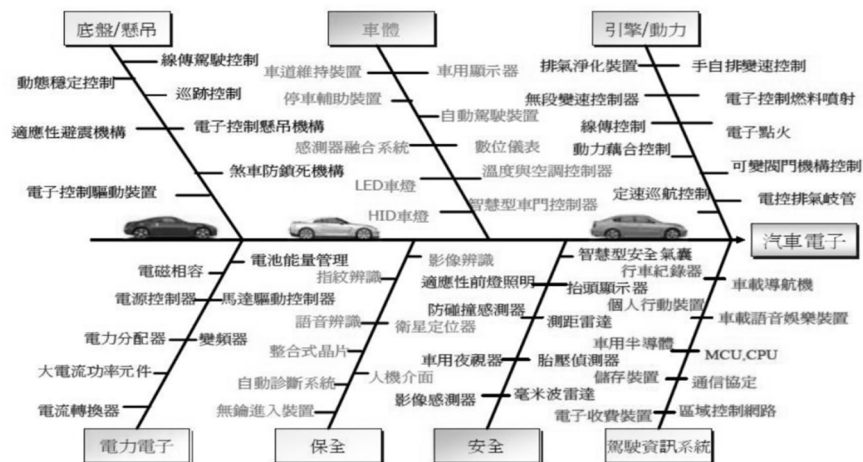 底盤/懸吊
車體
引擎/動力
線傳駕駛控制
動態穩定控制
巡跡控制
適應性避震機構
電子控制懸吊機構
煞車防鎖死機構
電子控制驅動裝置
車道維持裝置
車用顯示器
停車輔助裝置
自動駕駛裝置
感測器融合系統
數位儀表
LED車燈
溫度與空調控制器
HID車燈
智慧型車門控制器
排氣淨化裝置
手自排變速控制
無段變速控制器
電子控制燃料噴射
線傳控制
電子點火
動力藕合控制
可變閥門機構控制
定速巡航控制
電控排氣岐管
汽車電子
電池能量管理
電磁相容
電源控制器
馬達驅動控制器
電力分配器
變頻器
大電流功率元件
電流轉換器
電力電子
影像辨識
指紋辨識
語音辨識
衛星定位器
整合式晶片
人機介面
自動診斷系統
無鑰進入裝置
保全
智慧型安全氣囊
適應性前燈照明
抬頭顯示器
防碰撞感測器
測距雷達
車用夜視器
胎壓偵測器
影像感測器
毫米波雷達
安全
行車紀錄器
車載導航機
個人行動裝置
車載語音娛樂裝置
車用半導體
MCU,CPU
儲存裝置
通信協定
電子收費裝置
區域控制網路
駕駛資訊系統